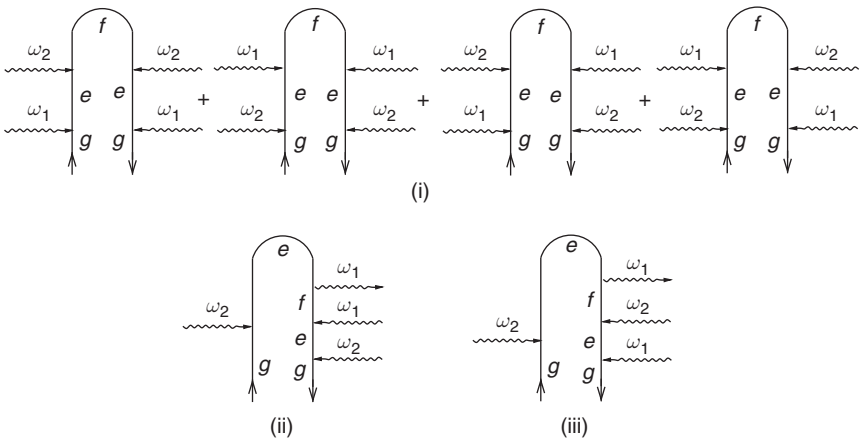 f f f f
ω₂ ω₂ ω₁ ω₁ ω₂ ω₁ ω₁ ω₂
e e + e e + e e + e e
ω₁ ω₁ ω₂ ω₂ ω₁ ω₂ ω₂ ω₁
g g g g g g g g
(i)
e e
ω₁ ω₁
f f
ω₂ ω₁ ω₂ ω₂
e e
ω₂ ω₁
g g g g
(ii) (iii)